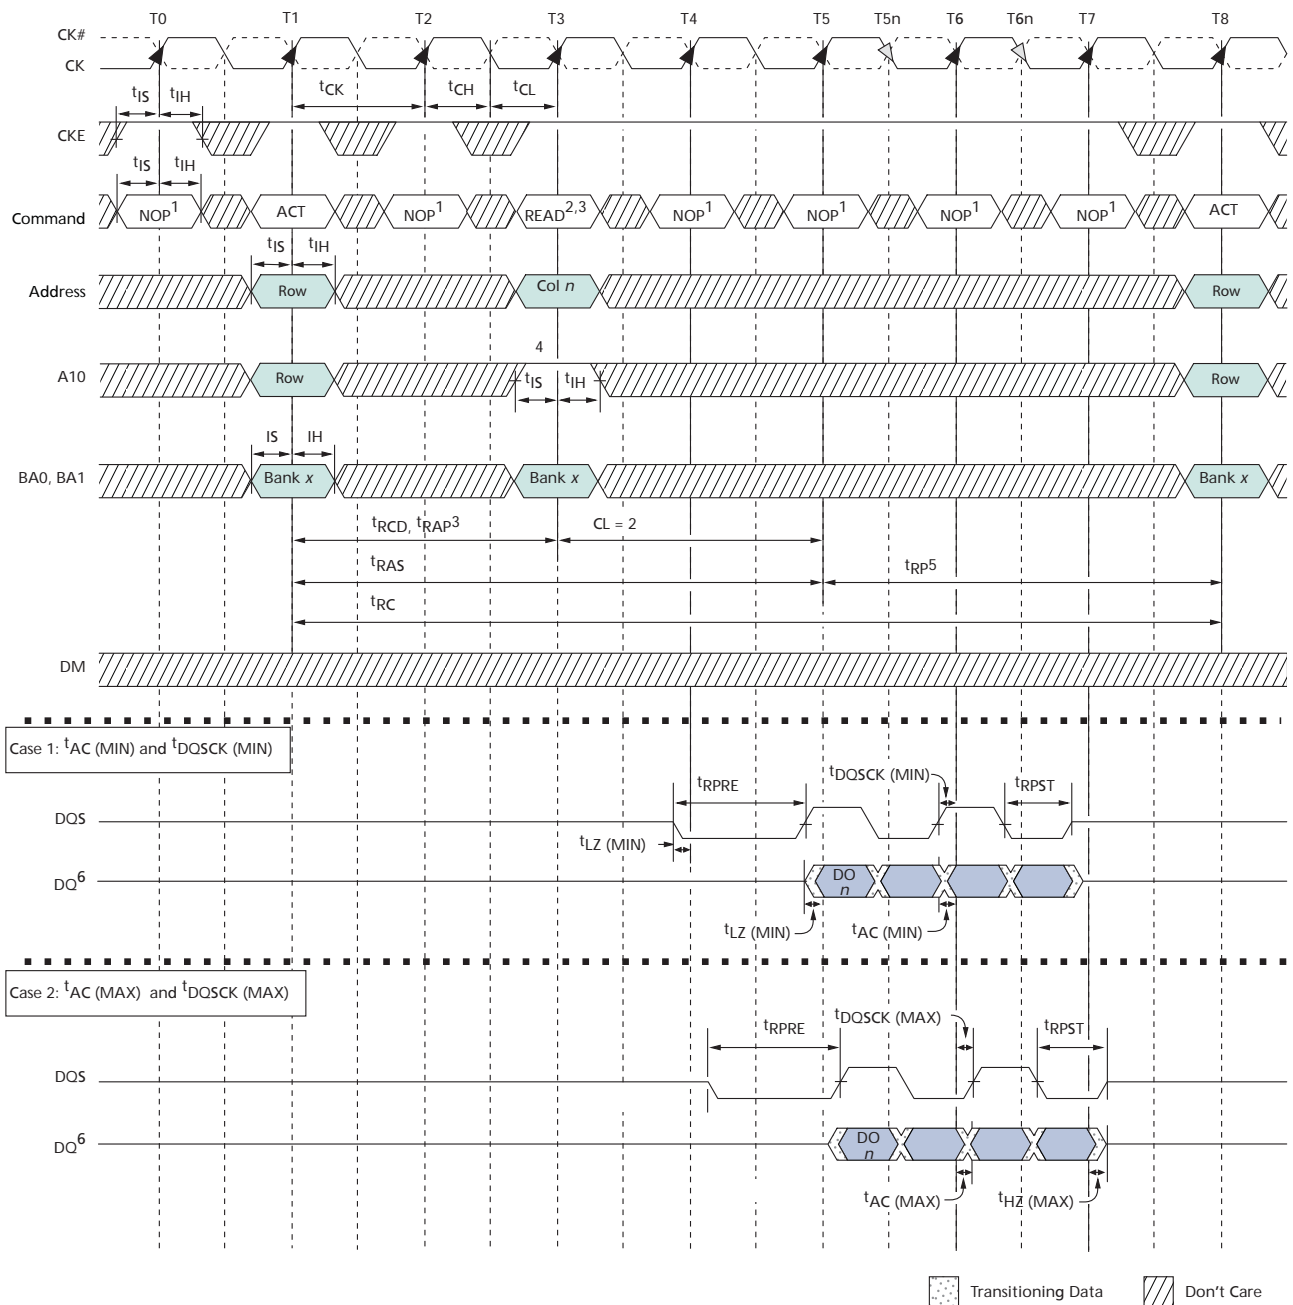 T0 T1 T2 T3 T4 T5 T5n T6 T6n T7 T8
CK#
CK
tCK tCH tCL
tIS tIH
CKE
tIS tIH
Command NOP1 ACT NOP1 READ2,3 NOP1 NOP1 NOP1 NOP1 ACT
tIS tIH
Address Row Col n Row
4
A10 Row tIS tIH Row
IS IH
BA0, BA1 Bank x Bank x Bank x
tRCD, tRAP3 CL = 2
tRAS tRP5
tRC
DM
Case 1: tAC (MIN) and tDQSCK (MIN)
tRPRE tDQSCK (MIN) tRPST
DQS
tLZ (MIN)
DQ6 DO n
tLZ (MIN) tAC (MIN)
Case 2: tAC (MAX) and tDQSCK (MAX)
tRPRE tDQSCK (MAX) tRPST
DQS
DQ6 DO n
tAC (MAX) tHZ (MAX)
Transitioning Data Don't Care